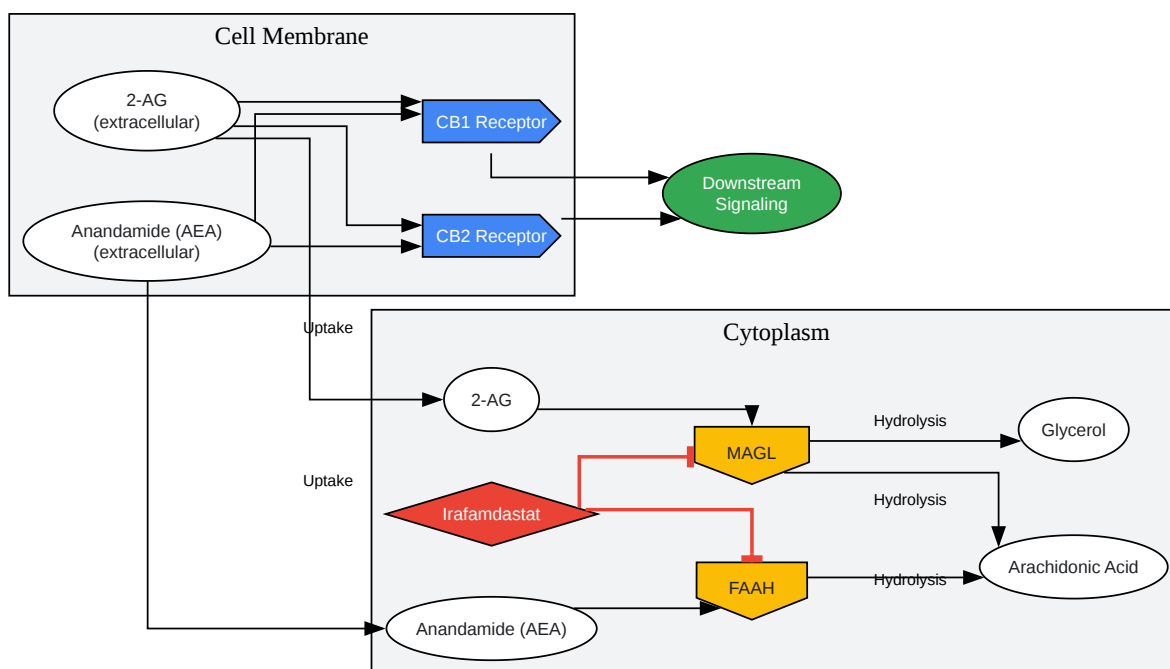 Cell Membrane
2-AG
(extracellular)
CB1 Receptor
Downstream
Signaling
Anandamide (AEA)
(extracellular)
CB2 Receptor
Uptake
Cytoplasm
2-AG
Hydrolysis
Glycerol
MAGL
Uptake
Hydrolysis
Irafamdastat
Arachidonic Acid
Hydrolysis
FAAH
Anandamide (AEA)